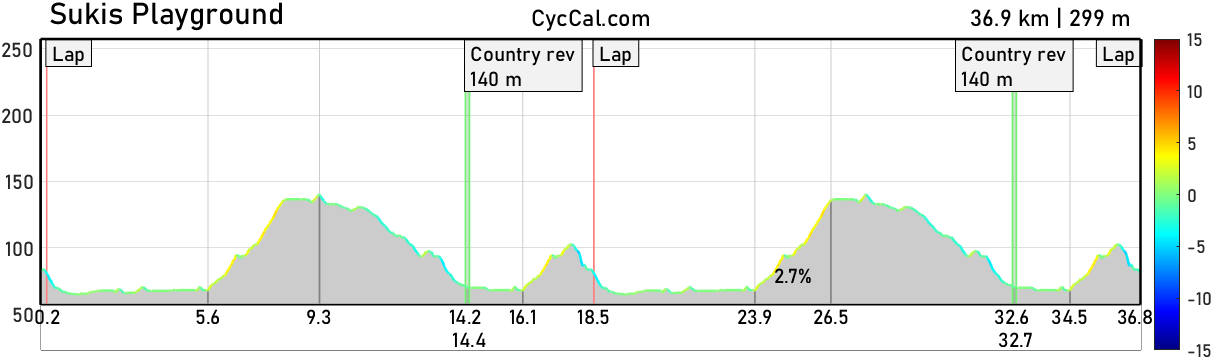 Sukis Playground
CycCal.com
36.9 km | 299 m
Lap
Country rev
140 m
Lap
Country rev
140 m
Lap
250
200
150
100
50
2.7%
0.2
5.6
9.3
14.2
16.1
18.5
23.9
26.5
32.6
34.5
36.8
14.4
32.7
15
10
5
0
-5
-10
-15